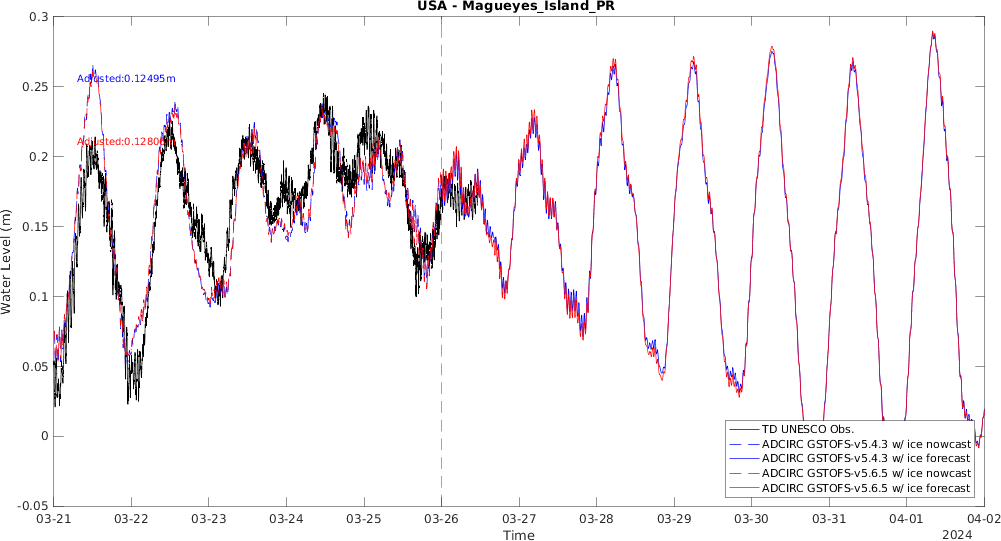 USA - Magueyes_Island_PR
Adjusted:0.12495m
Adjusted:0.12806
Water Level (m)
0.3
0.25
0.2
0.15
0.1
0.05
0
-0.05
TD UNESCO Obs.
ADCIRC GSTOFS-v5.4.3 w/ ice nowcast
ADCIRC GSTOFS-v5.4.3 w/ ice forecast
ADCIRC GSTOFS-v5.6.5 w/ ice nowcast
ADCIRC GSTOFS-v5.6.5 w/ ice forecast
03-21 03-22 03-23 03-24 03-25 03-26 03-27 03-28 03-29 03-30 03-31 04-01 04-02
Time
2024